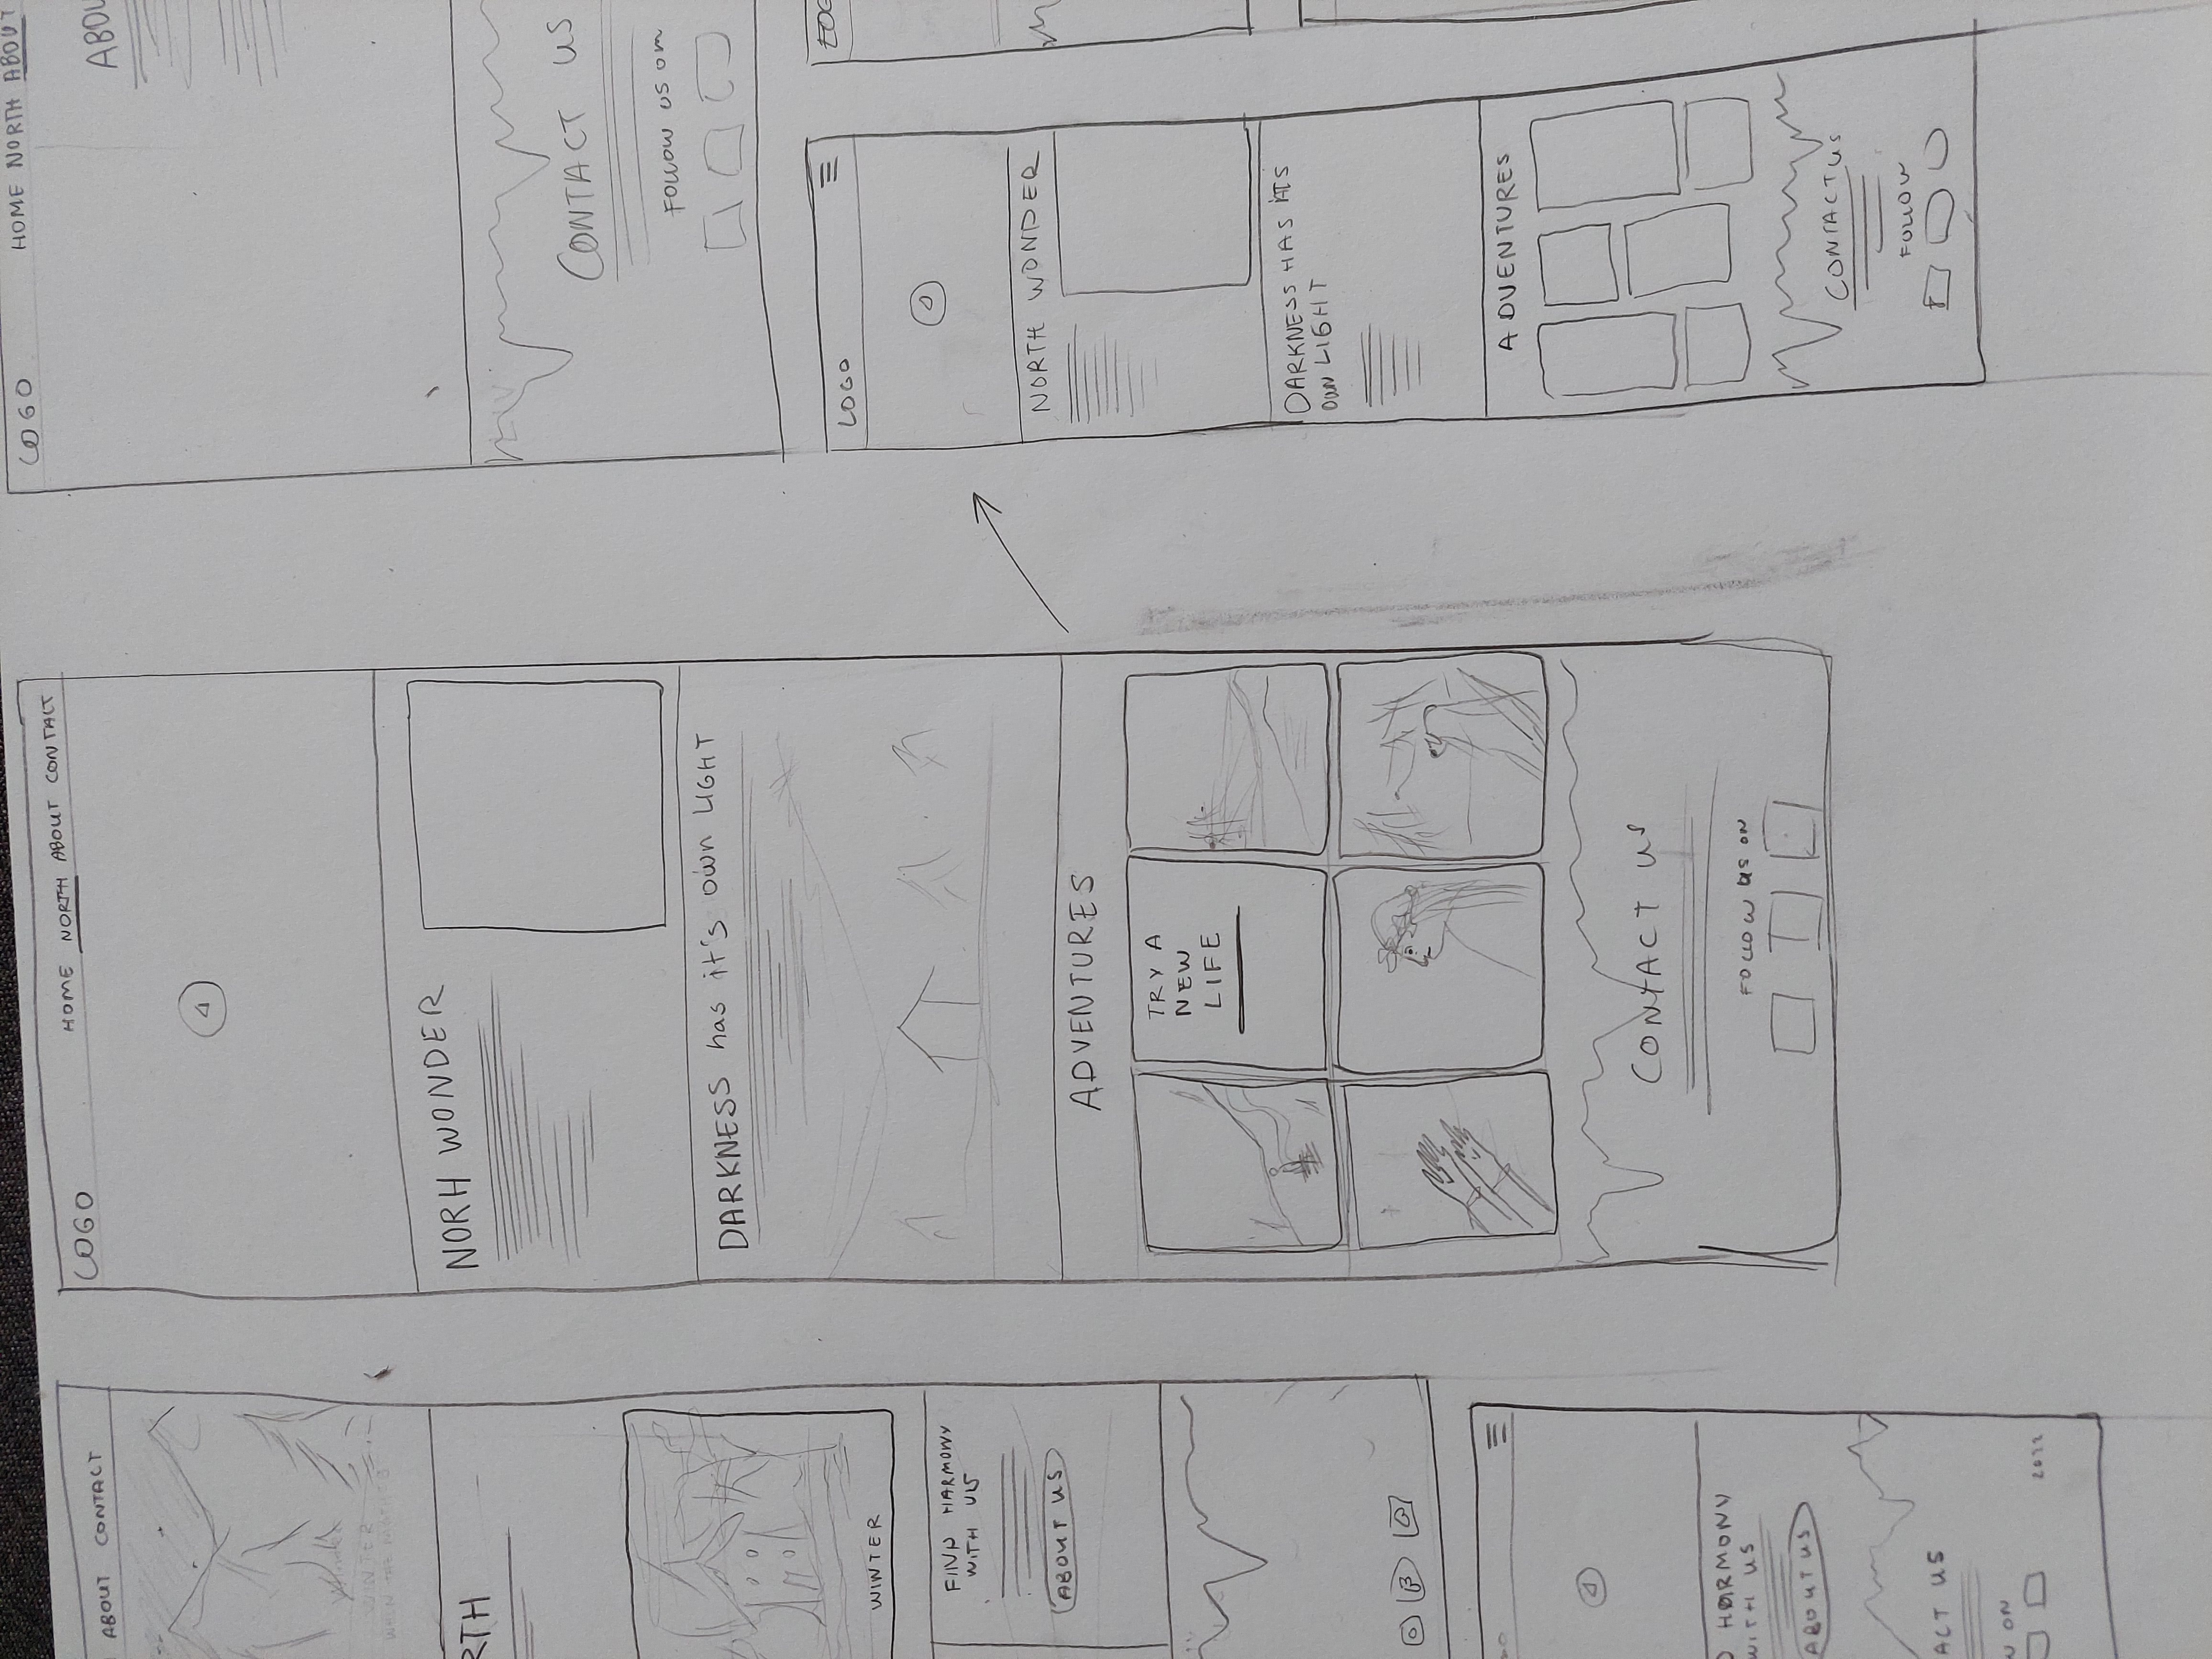 ABOUT CONTACT
WINTER
WHEN THE
RTH
WINTER
FIND HARMONY
WITH US
ABOUT US
HARMONY
WITH US
ABOUT US
ACT US
ON
2022
LOGO
HOME NORTH ABOUT CONTACT
NORH WONDER
DARKNESS has it's own LIGHT
ADVENTURES
TRY A
NEW
LIFE
CONTACT US
FOLLOW US ON
LOGO
HOME NORTH ABOUT
ABOU
CONTACT US
FOLLOW US on
LOGO
NORTH WONDER
DARKNESS HAS ITS
own LIGHT
ADVENTURES
CONTACT US
FOLLOW
LOG